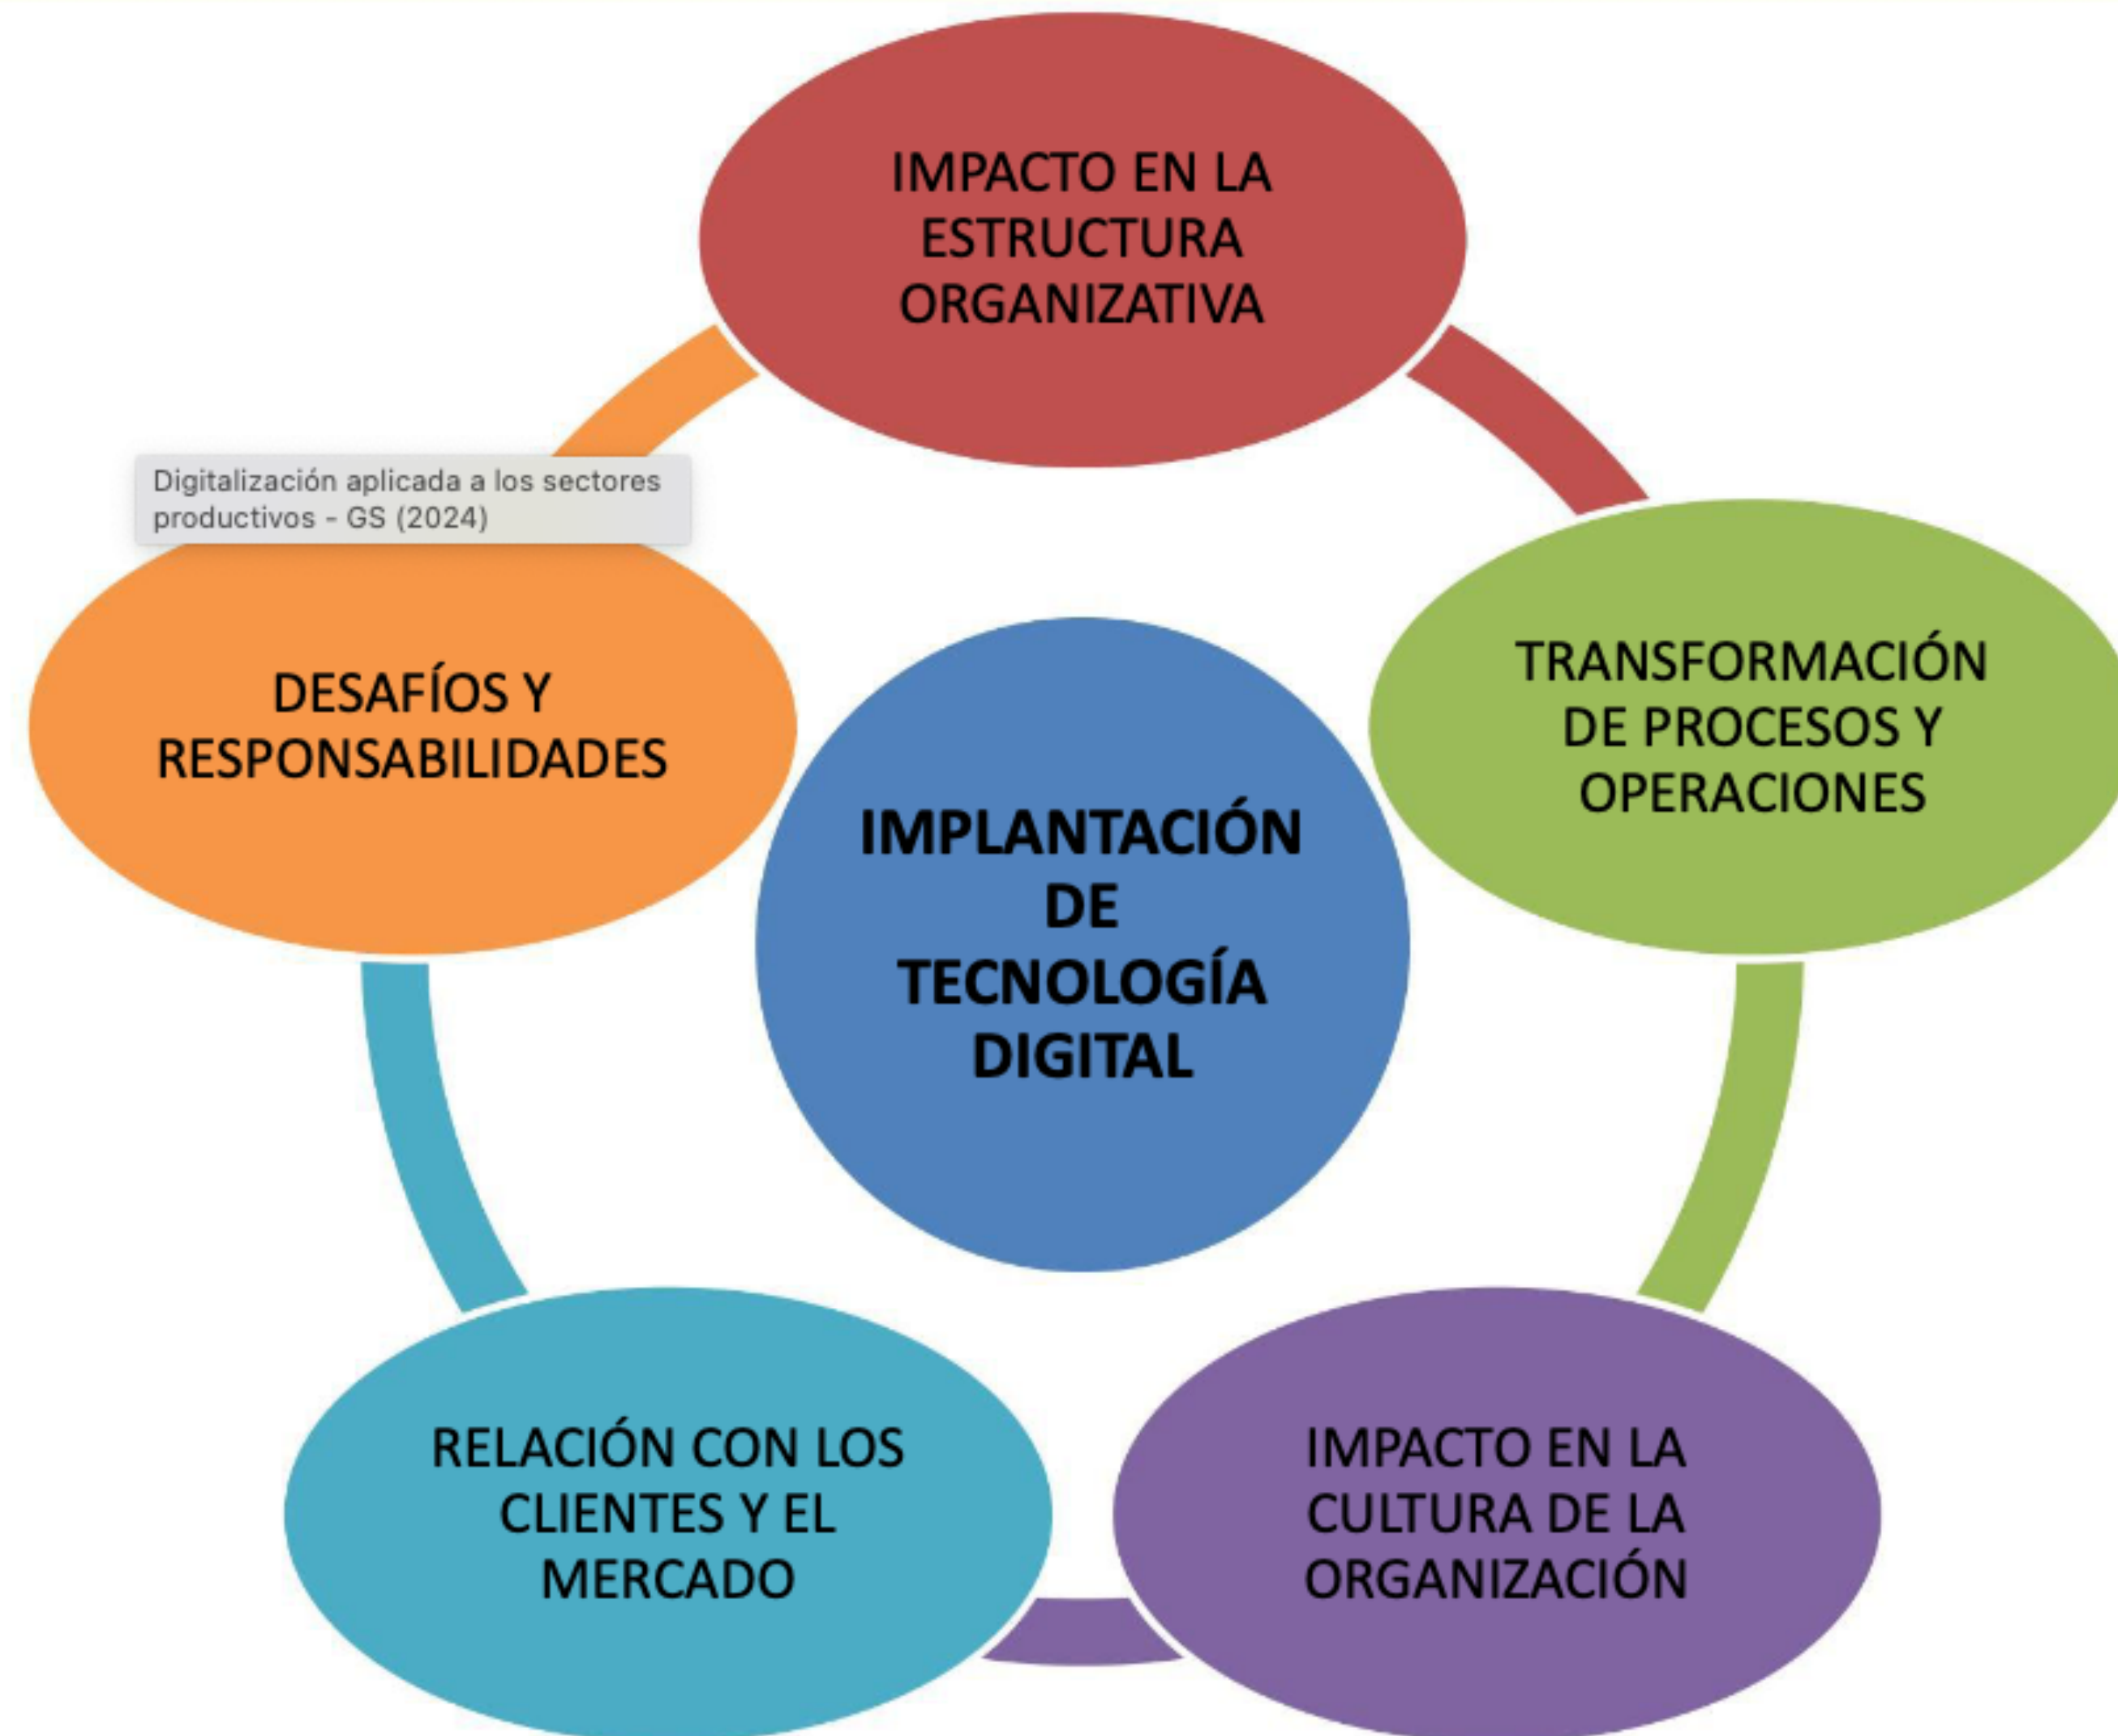 IMPACTO EN LA
ESTRUCTURA
ORGANIZATIVA
Digitalización aplicada a los sectores
productivos - GS (2024)
DESAFÍOS Y
RESPONSABILIDADES
TRANSFORMACIÓN
DE PROCESOS Y
OPERACIONES
IMPLANTACIÓN
DE
TECNOLOGÍA
DIGITAL
RELACIÓN CON LOS
CLIENTES Y EL
MERCADO
IMPACTO EN LA
CULTURA DE LA
ORGANIZACIÓN